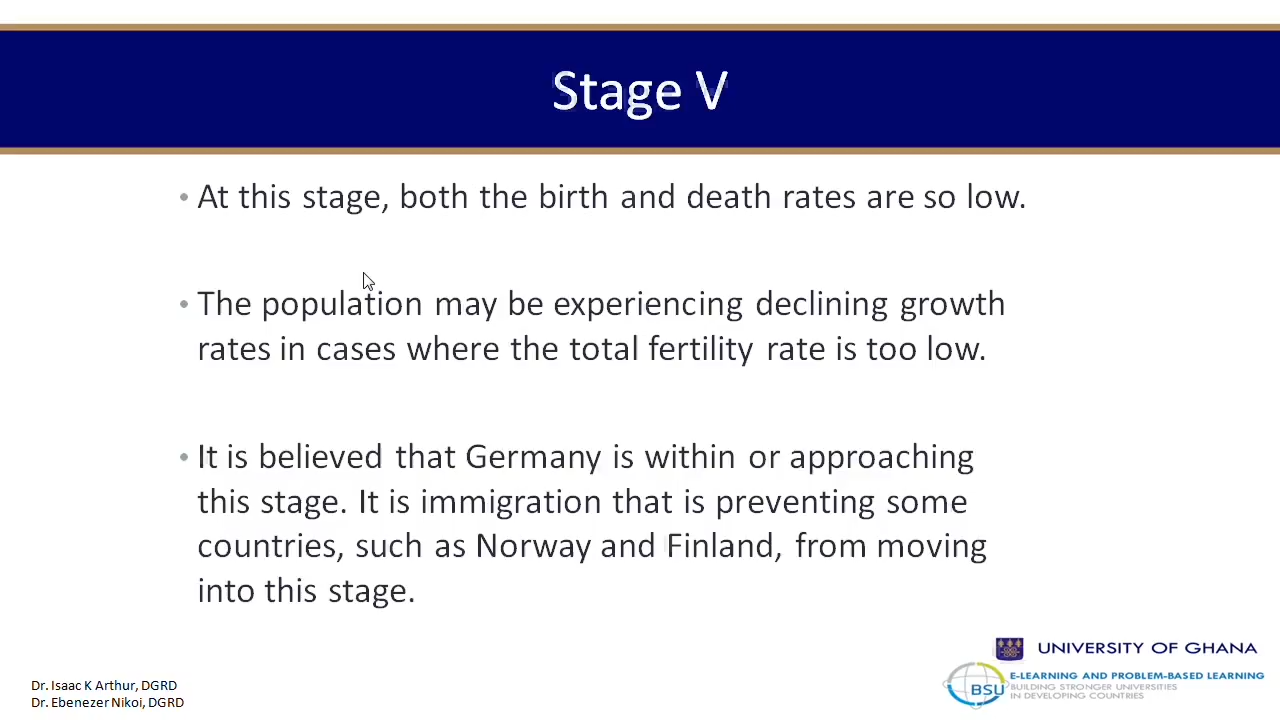 Stage V
• At this stage, both the birth and death rates are so low.
• The population may be experiencing declining growth
rates in cases where the total fertility rate is too low.
• It is believed that Germany is within or approaching
this stage. It is immigration that is preventing some
countries, such as Norway and Finland, from moving
into this stage.
UNIVERSITY OF GHANA
BSU
E-LEARNING AND PROBLEM-BASED LEARNING
BUILDING STRONGER UNIVERSITIES
IN DEVELOPING COUNTRIES
Dr. Isaac K Arthur, DGRD
Dr. Ebenezer Nikoi, DGRD